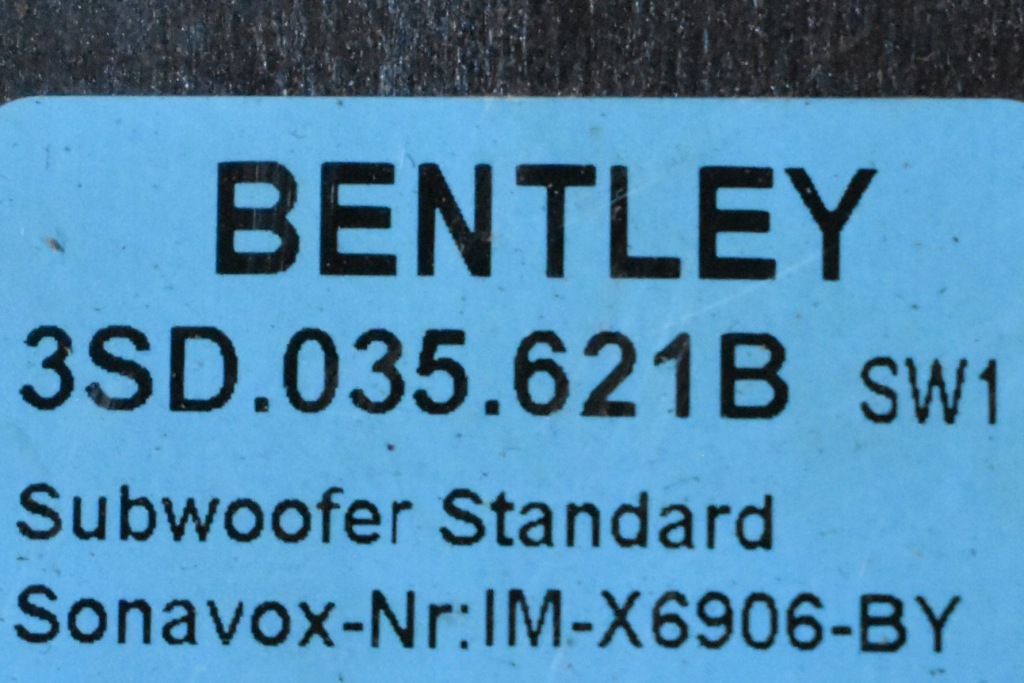 BENTLEY
3SD.035.621B SW1
Subwoofer Standard
Sonavox-Nr:IM-X6906-BY